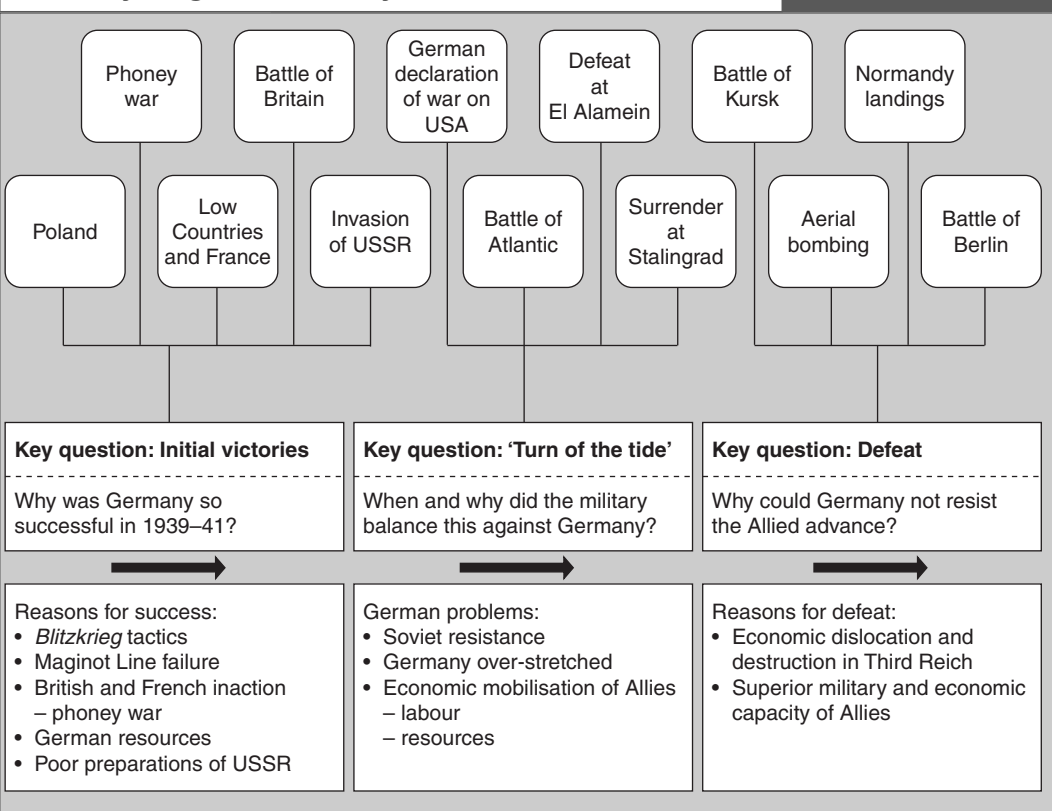 Phoney
war
Battle of
Britain
German
declaration
of war on
USA
Defeat
at
El Alamein
Battle of
Kursk
Normandy
landings
Poland
Low
Countries
and France
Invasion
of USSR
Battle of
Atlantic
Surrender
at
Stalingrad
Aerial
bombing
Battle of
Berlin
Key question: Initial victories
Why was Germany so
successful in 1939–41?
Reasons for success:
• Blitzkrieg tactics
• Maginot Line failure
• British and French inaction
– phoney war
• German resources
• Poor preparations of USSR
Key question: ‘Turn of the tide’
When and why did the military
balance this against Germany?
German problems:
• Soviet resistance
• Germany over-stretched
• Economic mobilisation of Allies
– labour
– resources
Key question: Defeat
Why could Germany not resist
the Allied advance?
Reasons for defeat:
• Economic dislocation and
destruction in Third Reich
• Superior military and economic
capacity of Allies